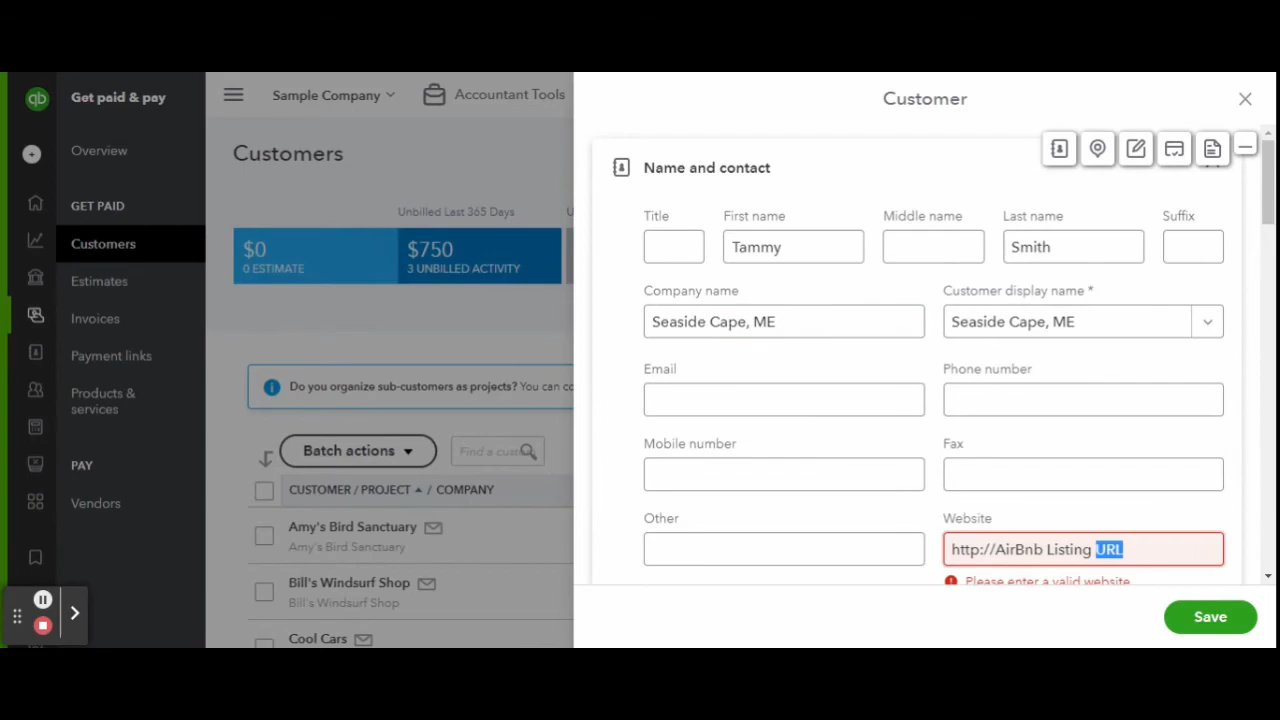 qb
Get paid & pay
Overview
GET PAID
Customers
Estimates
Invoices
Payment links
Products &
services
PAY
Vendors
Sample Company
Accountant Tools
Customers
Unbilled Last 365 Days
U
$0
0 ESTIMATE
$750
3 UNBILLED ACTIVITY
Do you organize sub-customers as projects? You can co
Batch actions
Find a custo
CUSTOMER / PROJECT / COMPANY
Amy's Bird Sanctuary
Amy's Bird Sanctuary
Bill's Windsurf Shop
Bill's Windsurf Shop
Cool Cars
Customer
Name and contact
Title
First name
Middle name
Last name
Suffix
Tammy
Smith
Company name
Customer display name *
Seaside Cape, ME
Seaside Cape, ME
Email
Phone number
Mobile number
Fax
Other
Website
http://AirBnb Listing URL
Please enter a valid website
Save